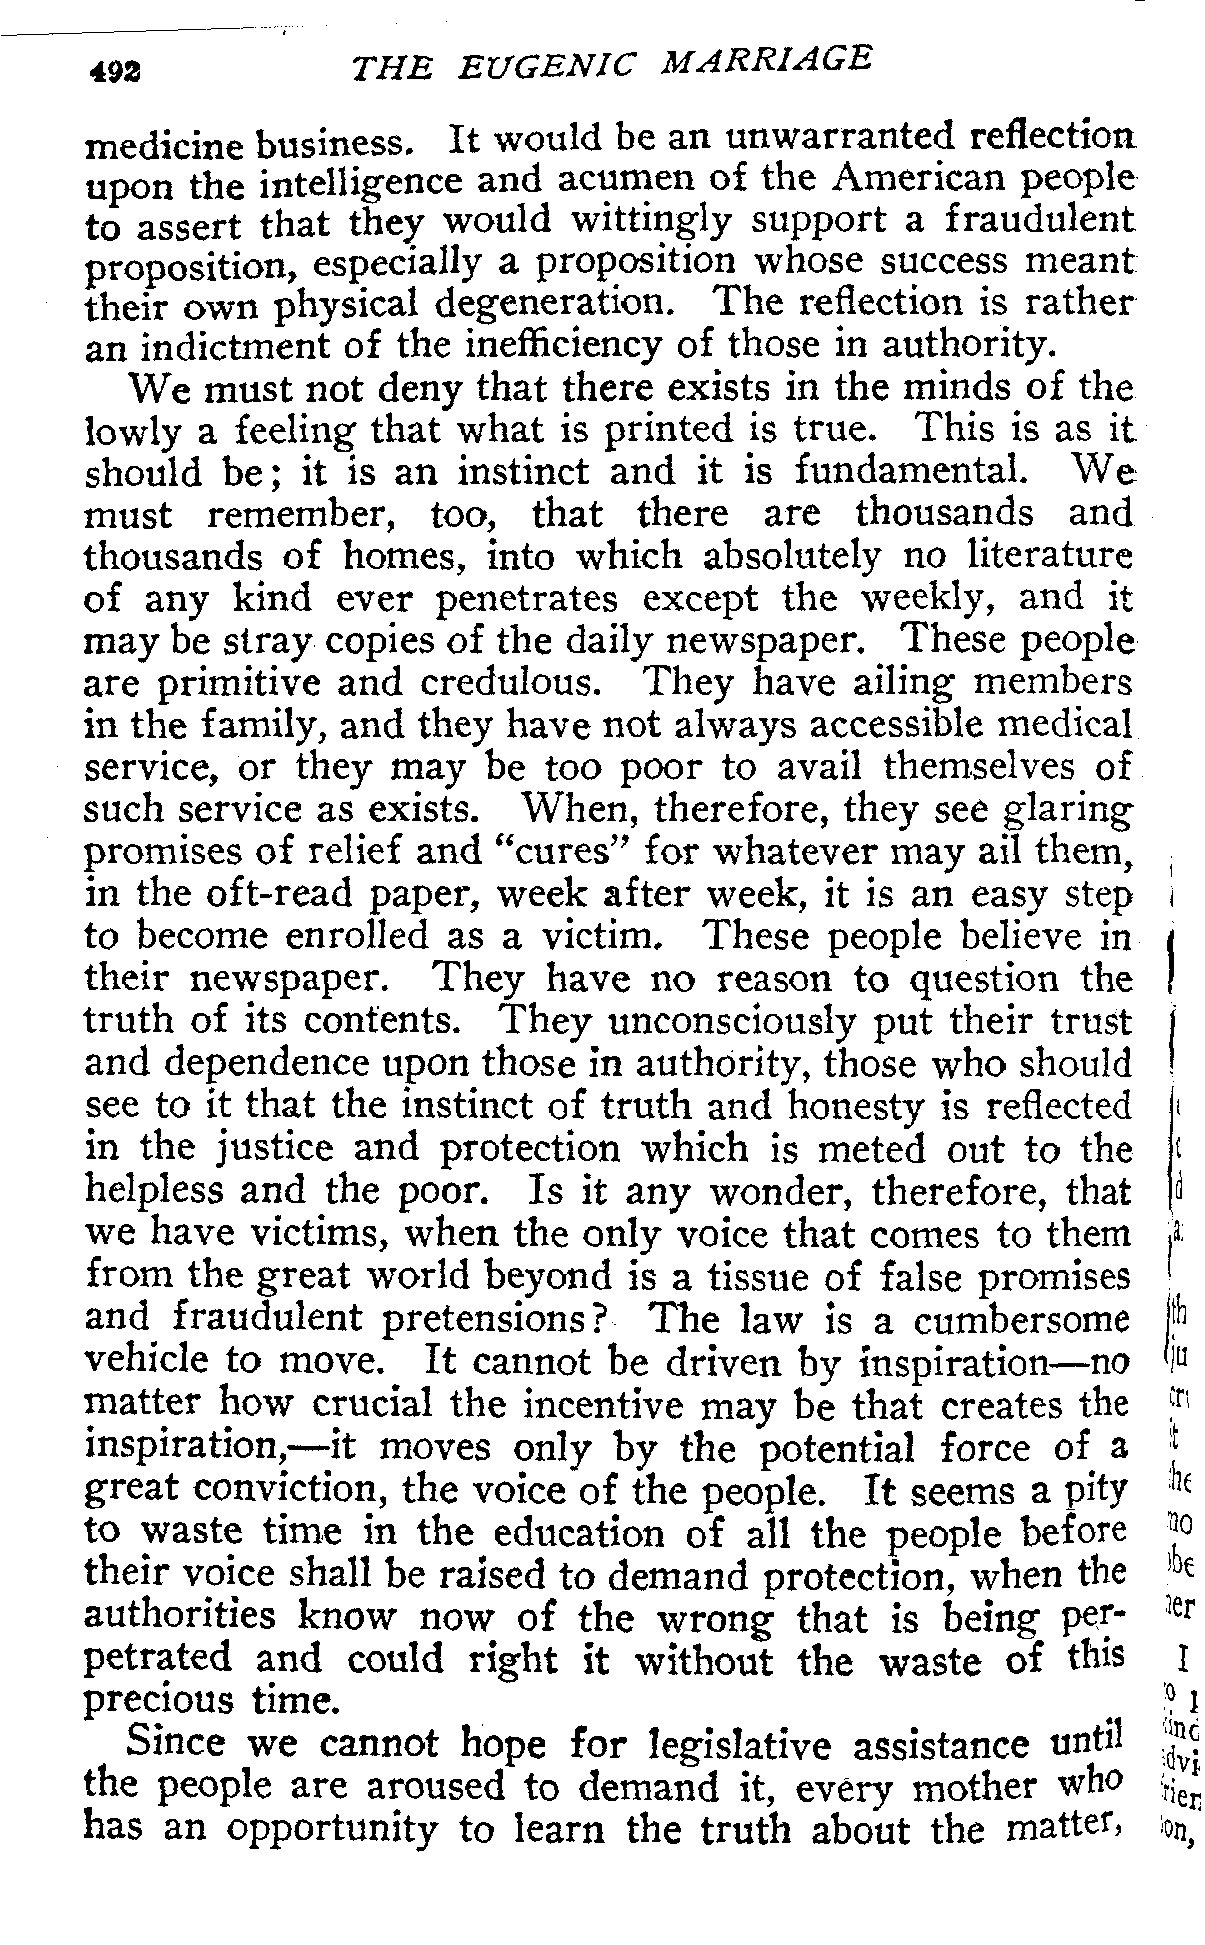 492 THE EUGENIC MARRIAGE
medicine business. It would be an unwarranted reflection
upon the intelligence and acumen of the American people
to assert that they would wittingly support a fraudulent
proposition, especially a proposition whose success meant
their own physical degeneration. The reflection is rather
an indictment of the inefficiency of those in authority.
We must not deny that there exists in the minds of the
lowly a feeling that what is printed is true. This is as it
should be; it is an instinct and it is fundamental. We
must remember, too, that there are thousands and
thousands of homes, into which absolutely no literature
of any kind ever penetrates except the weekly, and it
may be stray copies of the daily newspaper. These people
are primitive and credulous. They have ailing members
in the family, and they have not always accessible medical
service, or they may be too poor to avail themselves of
such service as exists. When, therefore, they see glaring
promises of relief and "cures" for whatever may ail them,
in the oft-read paper, week after week, it is an easy step
to become enrolled as a victim. These people believe in
their newspaper. They have no reason to question the
truth of its contents. They unconsciously put their trust
and dependence upon those in authority, those who should
see to it that the instinct of truth and honesty is reflected
in the justice and protection which is meted out to the
helpless and the poor. Is it any wonder, therefore, that
we have victims, when the only voice that comes to them
from the great world beyond is a tissue of false promises
and fraudulent pretensions? The law is a cumbersome
vehicle to move. It cannot be driven by inspiration—no
matter how crucial the incentive may be that creates the
inspiration,—it moves only by the potential force of a
great conviction, the voice of the people. It seems a pity
to waste time in the education of all the people before
their voice shall be raised to demand protection, when the
authorities know now of the wrong that is being per-
petrated and could right it without the waste of this
precious time.
Since we cannot hope for legislative assistance until
the people are aroused to demand it, every mother who
has an opportunity to learn the truth about the matter,